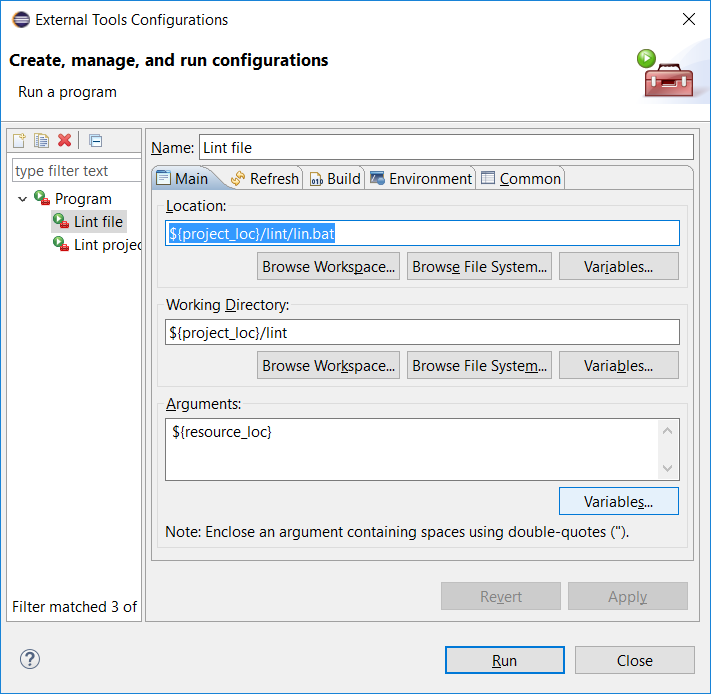 External Tools Configurations
Create, manage, and run configurations
Run a program
type filter text
Program
Lint file
Lint projec
Filter matched 3 of
Name: Lint file
Main Refresh Build Environment Common
Location:
${project_loc}/lint/lin.bat
Browse Workspace... Browse File System... Variables...
Working Directory:
${project_loc}/lint
Browse Workspace... Browse File System... Variables...
Arguments:
${resource_loc}
Variables...
Note: Enclose an argument containing spaces using double-quotes (").
Revert Apply
Run Close